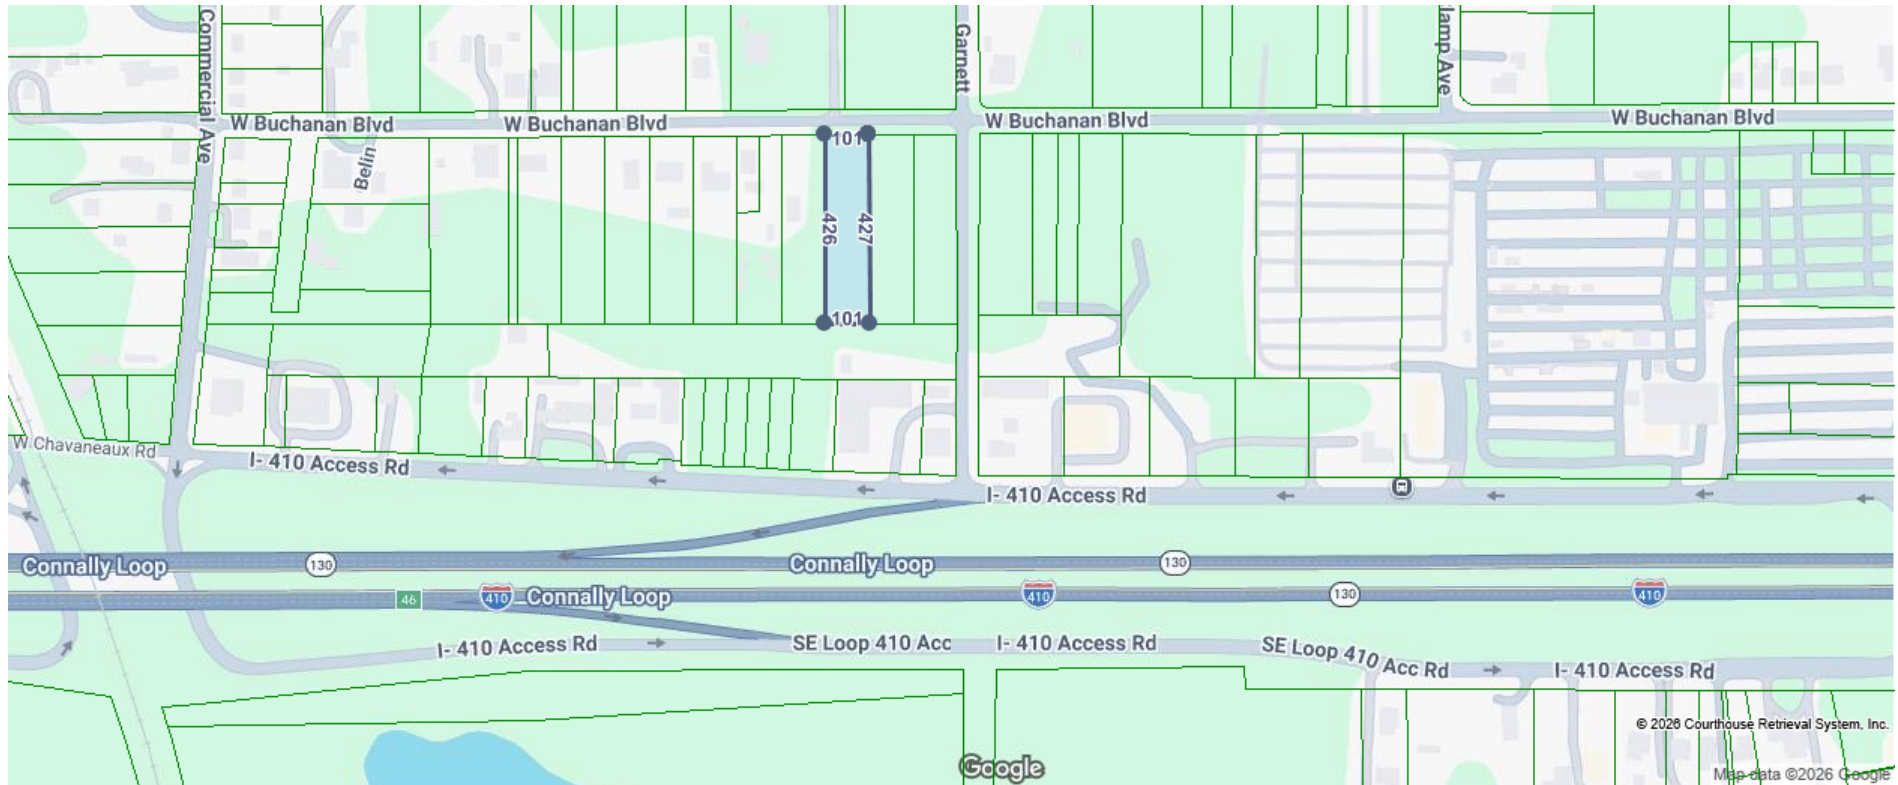 Commercial Ave
Garnett
lamp Ave
W Buchanan Blvd
W Buchanan Blvd
W Buchanan Blvd
W Buchanan Blvd
Belin
101
426
427
101
W Chavaneaux Rd
I- 410 Access Rd
I- 410 Access Rd
Connally Loop
130
Connally Loop
130
46
410
Connally Loop
410
130
410
I- 410 Access Rd
SE Loop 410 Acc
I- 410 Access Rd
SE Loop 410 Acc Rd
I- 410 Access Rd
© 2026 Courthouse Retrieval System, Inc.
Google
Map data ©2026 Google